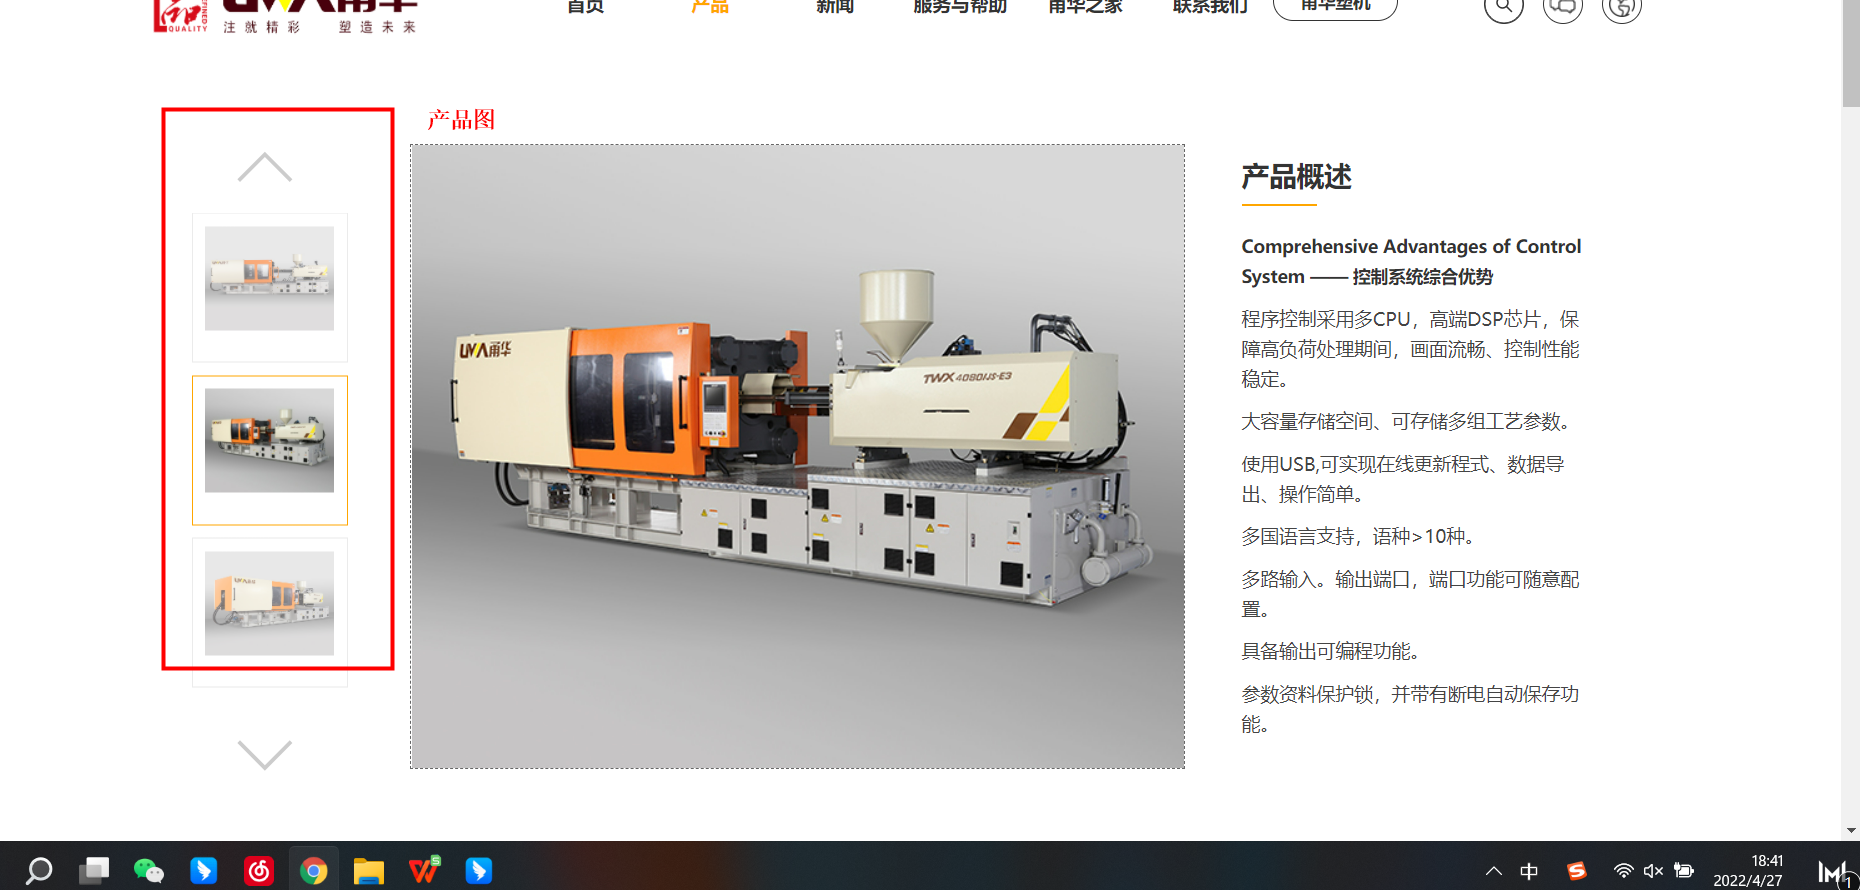 甬华
首页
产品
新闻
服务与帮助
甬华之家
联系我们
甬华塑机
QUALITY
注就精彩 塑造未来
产品图
产品概述
Comprehensive Advantages of Control
System —— 控制系统综合优势
程序控制采用多CPU，高端DSP芯片，保
障高负荷处理期间，画面流畅、控制性能
稳定。
大容量存储空间、可存储多组工艺参数。
使用USB,可实现在线更新程式、数据导
出、操作简单。
多国语言支持，语种>10种。
多路输入。输出端口，端口功能可随意配
置。
具备输出可编程功能。
参数资料保护锁，并带有断电自动保存功
能。
甬华
TWX 4080/JS-E3
中
18:41
2022/4/27
1